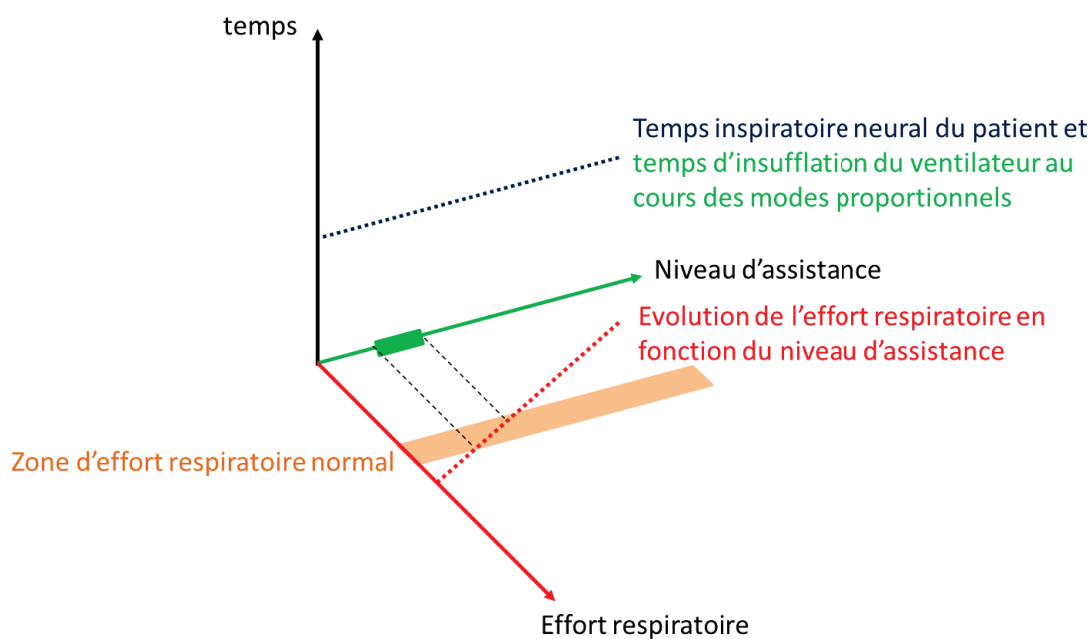 temps
Temps inspiratoire neural du patient et
temps d’insufflation du ventilateur au
cours des modes proportionnels
Niveau d’assistance
Evolution de l’effort respiratoire en
fonction du niveau d’assistance
Zone d’effort respiratoire normal
Effort respiratoire